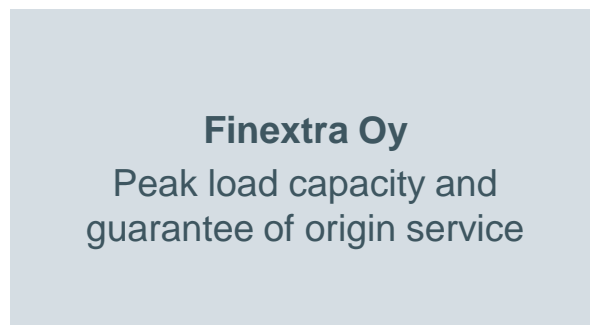 Finextra Oy
Peak load capacity and
guarantee of origin service